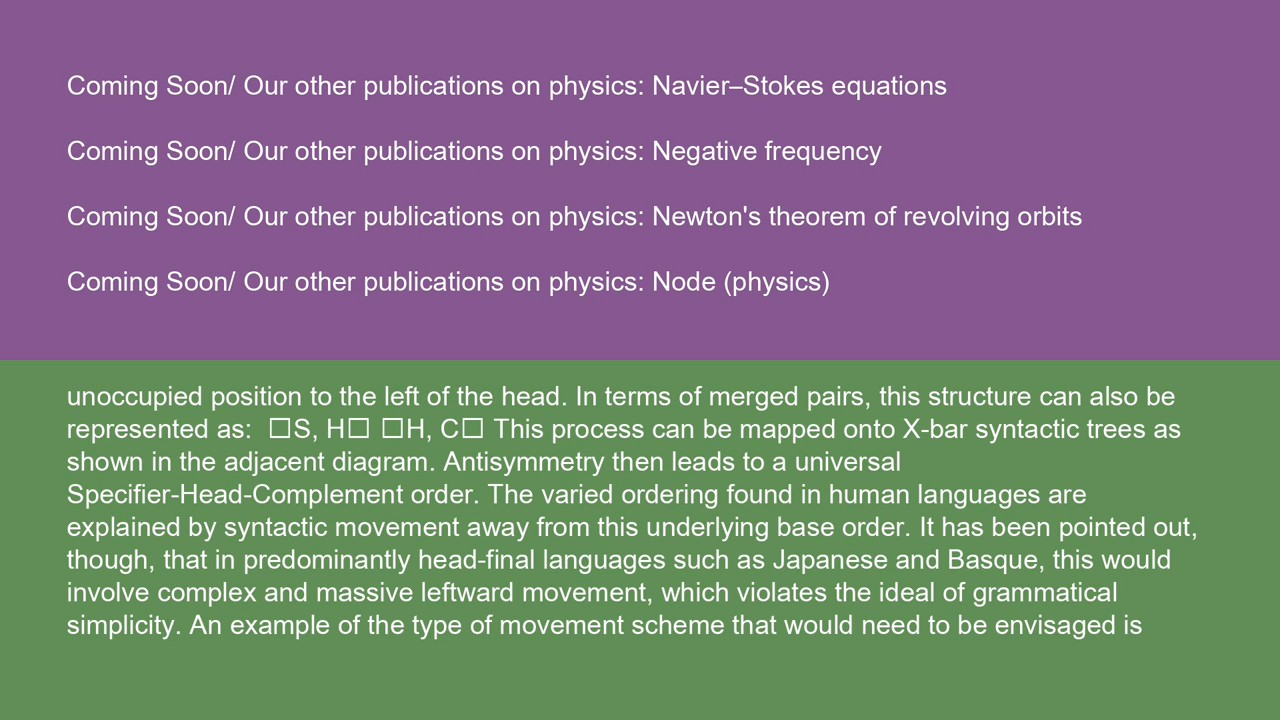 Coming Soon/ Our other publications on physics: Navier–Stokes equations
Coming Soon/ Our other publications on physics: Negative frequency
Coming Soon/ Our other publications on physics: Newton's theorem of revolving orbits
Coming Soon/ Our other publications on physics: Node (physics)
unoccupied position to the left of the head. In terms of merged pairs, this structure can also be
represented as:  □S, H□ □H, C□ This process can be mapped onto X-bar syntactic trees as
shown in the adjacent diagram. Antisymmetry then leads to a universal
Specifier-Head-Complement order. The varied ordering found in human languages are
explained by syntactic movement away from this underlying base order. It has been pointed out,
though, that in predominantly head-final languages such as Japanese and Basque, this would
involve complex and massive leftward movement, which violates the ideal of grammatical
simplicity. An example of the type of movement scheme that would need to be envisaged is